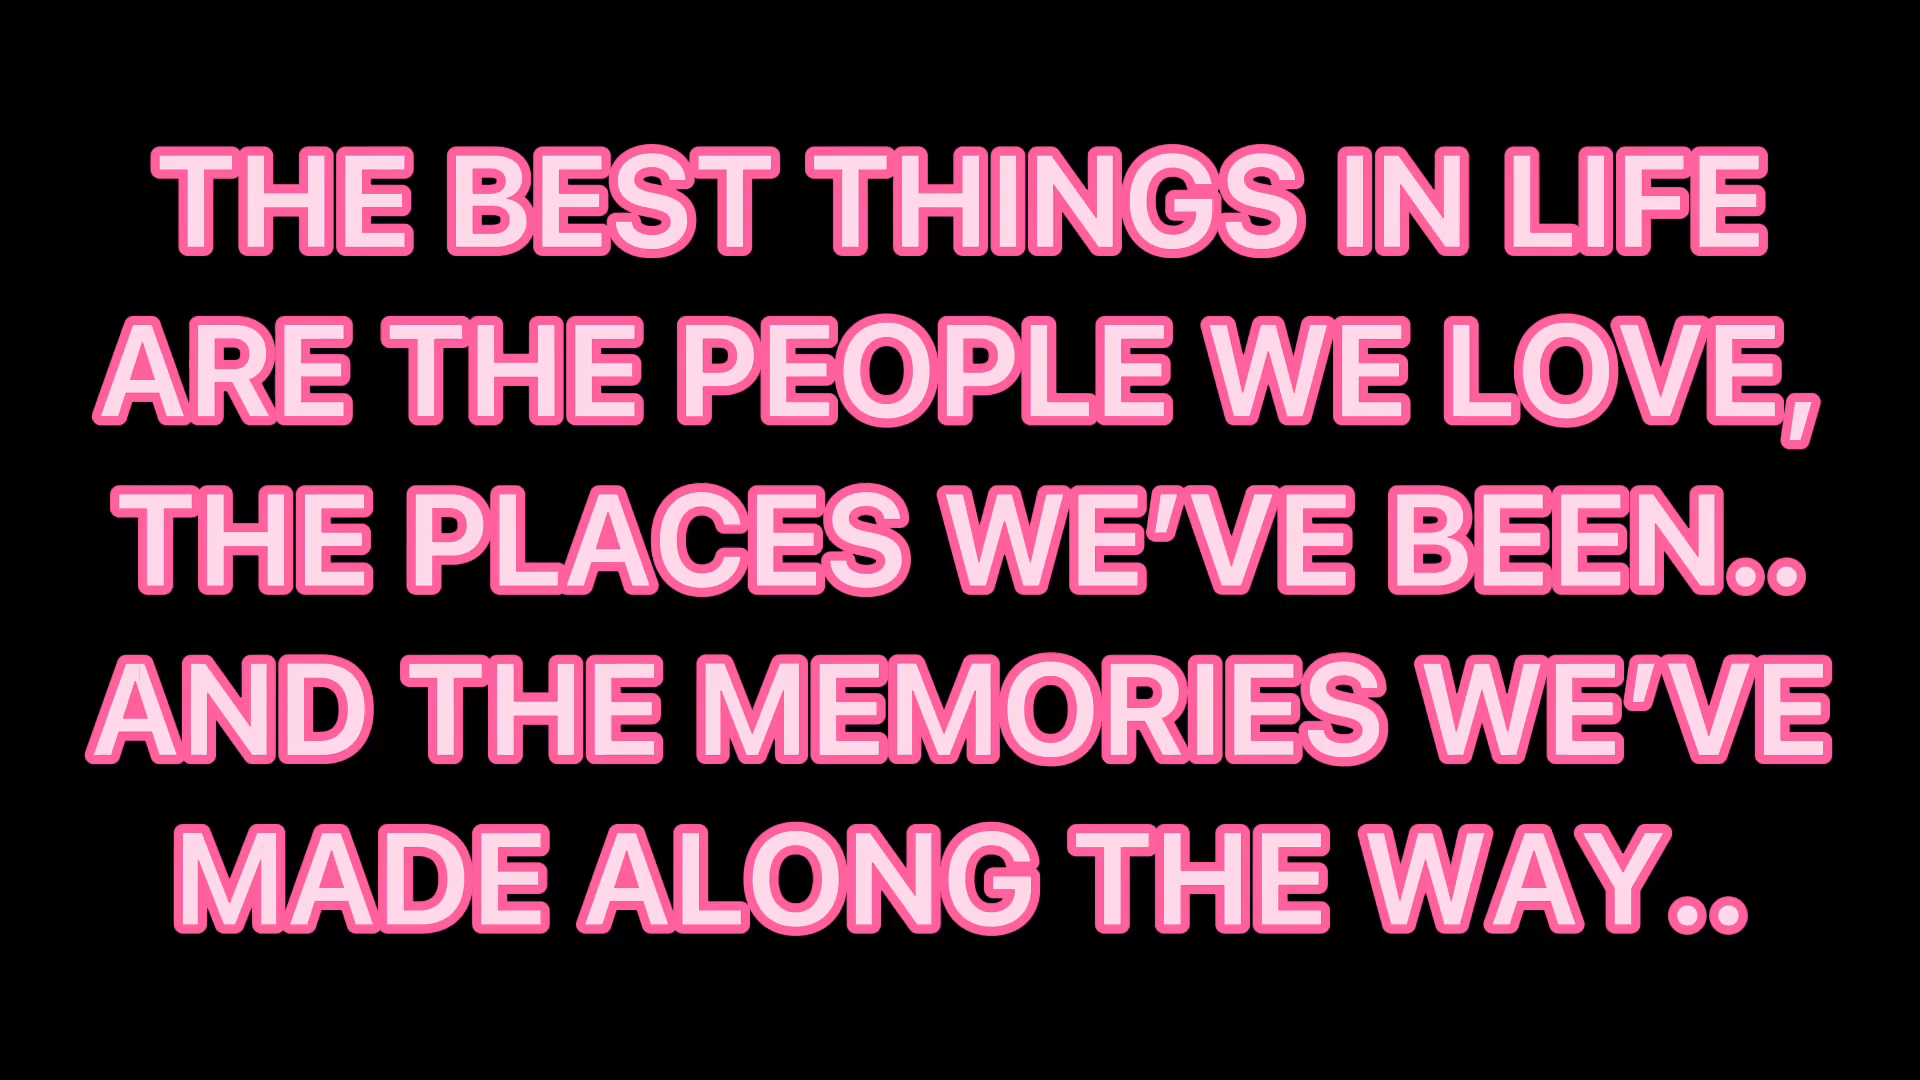 THE BEST THINGS IN LIFE
ARE THE PEOPLE WE LOVE,
THE PLACES WE'VE BEEN..
AND THE MEMORIES WE'VE
MADE ALONG THE WAY..